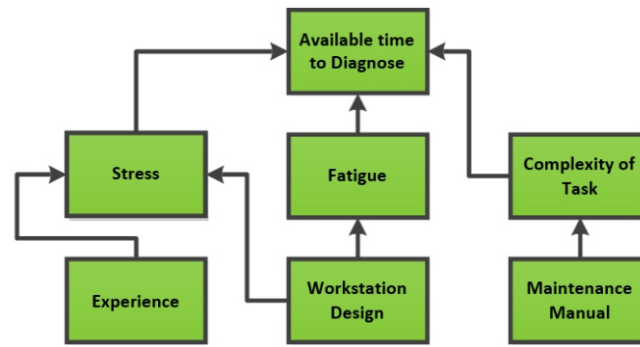 Available time
to Diagnose
Stress
Fatigue
Complexity of
Task
Experience
Workstation
Design
Maintenance
Manual